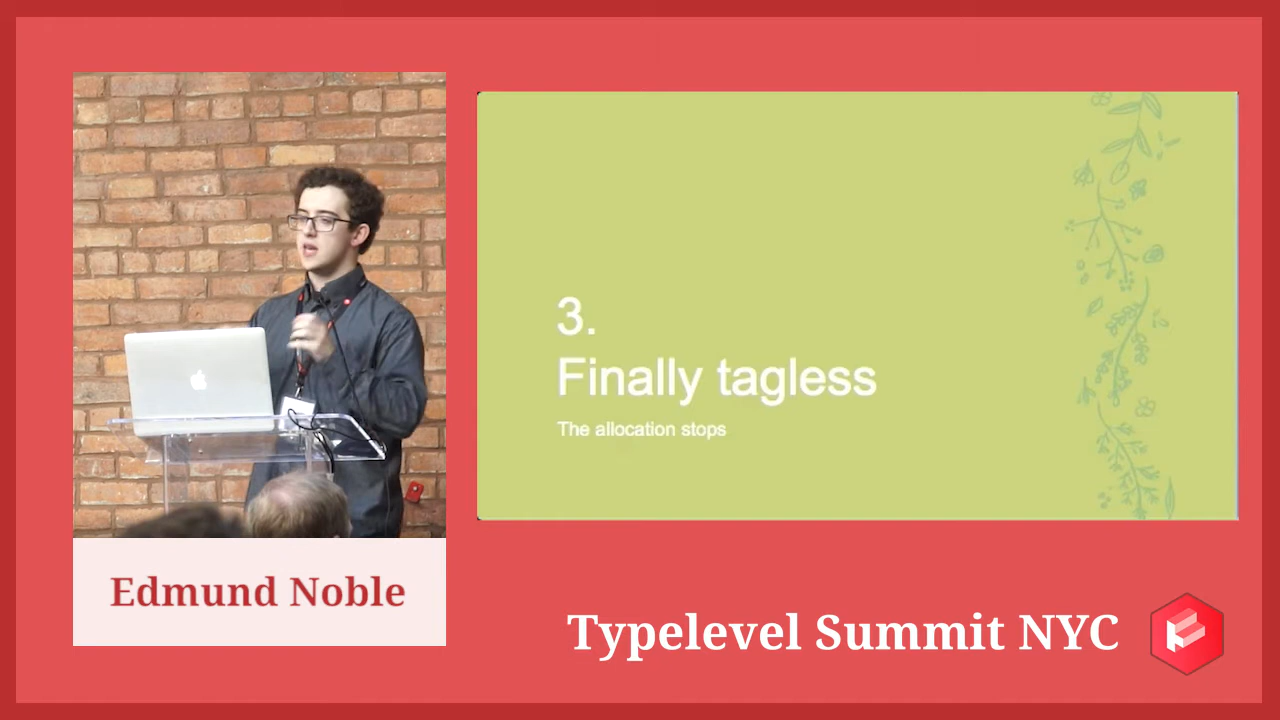 3.
Finally tagless
The allocation stops
Edmund Noble
Typelevel Summit NYC